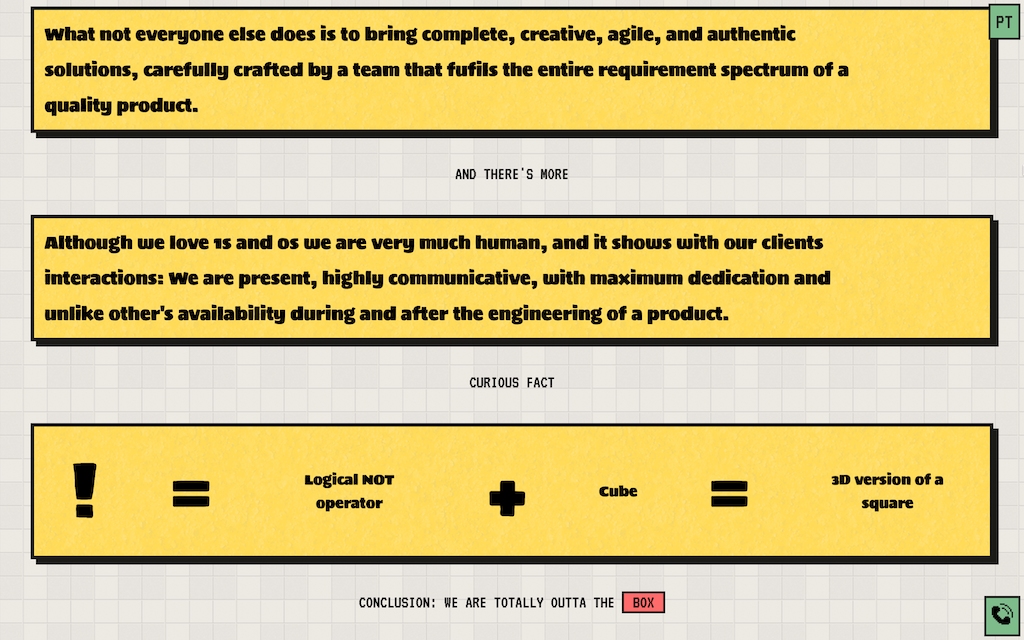 PT
What not everyone else does is to bring complete, creative, agile, and authentic
solutions, carefully crafted by a team that fufils the entire requirement spectrum of a
quality product.
AND THERE'S MORE
Although we love 1s and 0s we are very much human, and it shows with our clients
interactions: We are present, highly communicative, with maximum dedication and
unlike other's availability during and after the engineering of a product.
CURIOUS FACT
! = Logical NOT
operator + Cube = 3D version of a
square
CONCLUSION: WE ARE TOTALLY OUTTA THE BOX